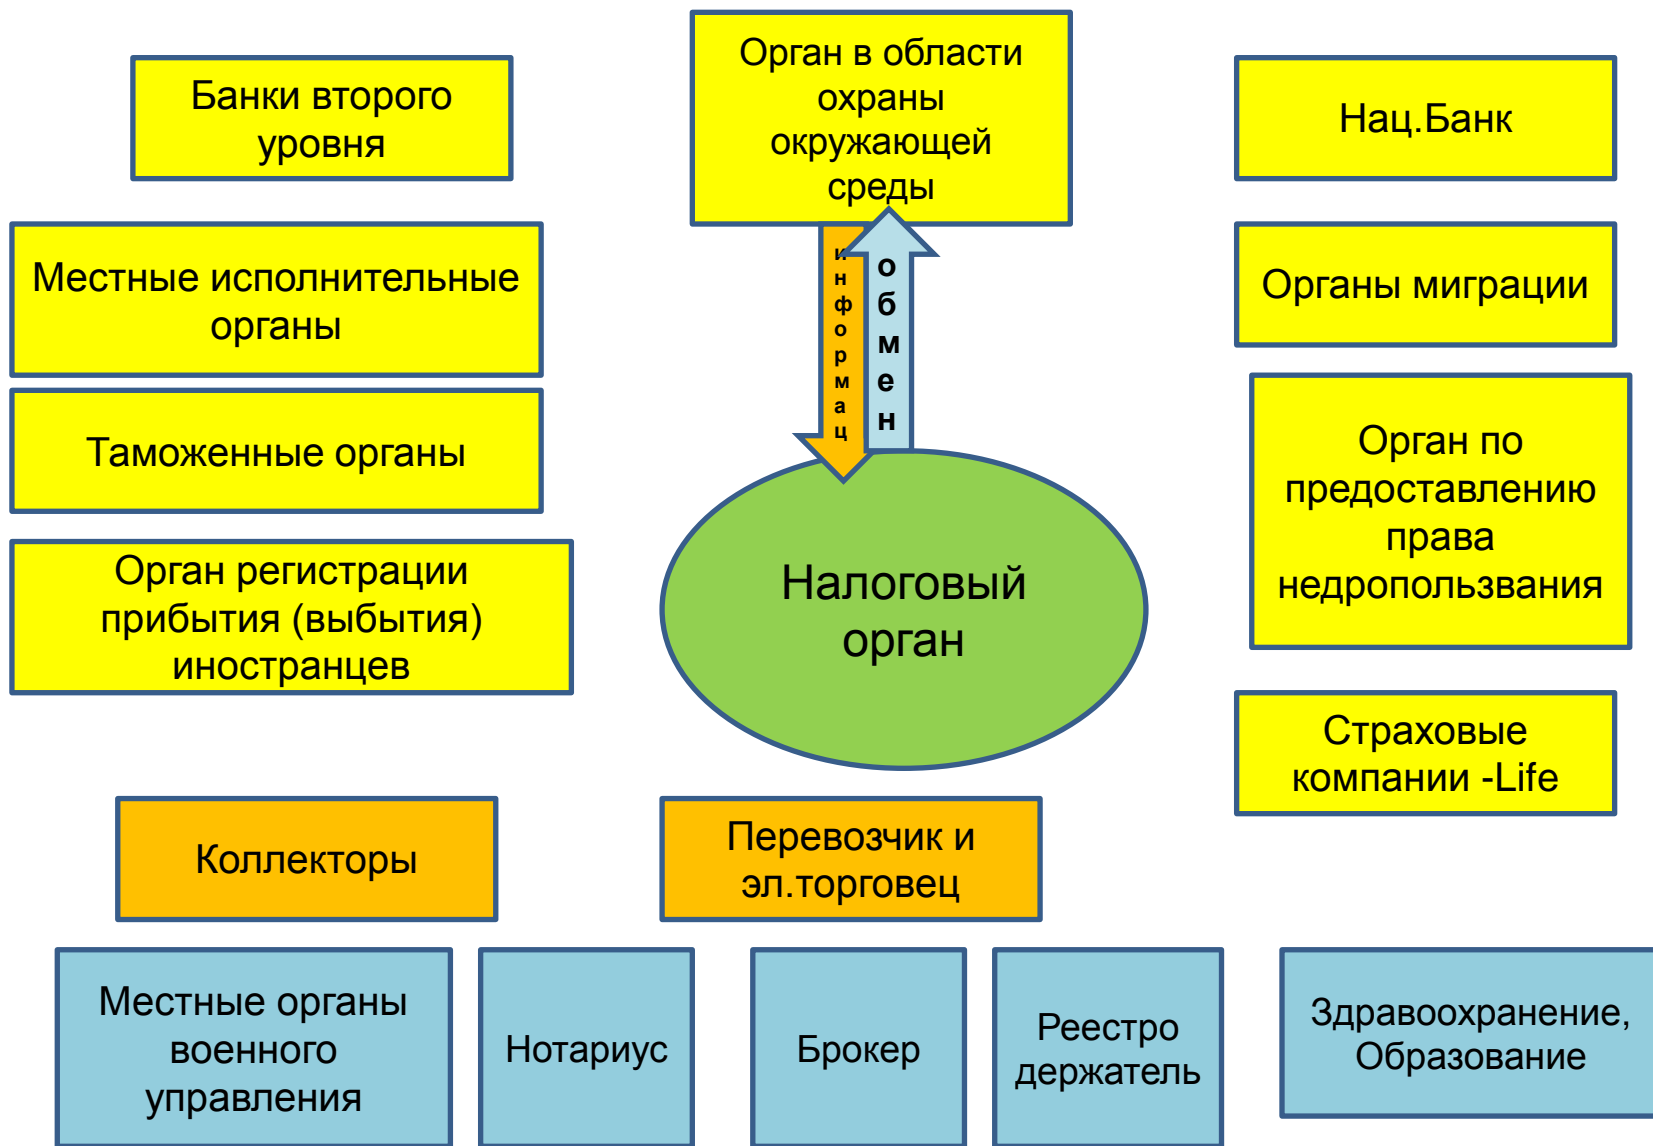 Орган в области
охраны
окружающей
среды
Банки второго
уровня
Нац.Банк
Местные исполнительные
органы
информац
обмен
Органы миграции
Таможенные органы
Орган по
предоставлению
права
недропользвания
Орган регистрации
прибытия (выбытия)
иностранцев
Налоговый
орган
Страховые
компании -Life
Коллекторы
Перевозчик и
эл.торговец
Местные органы
военного
управления
Нотариус
Брокер
Реестро
держатель
Здравоохранение,
Образование